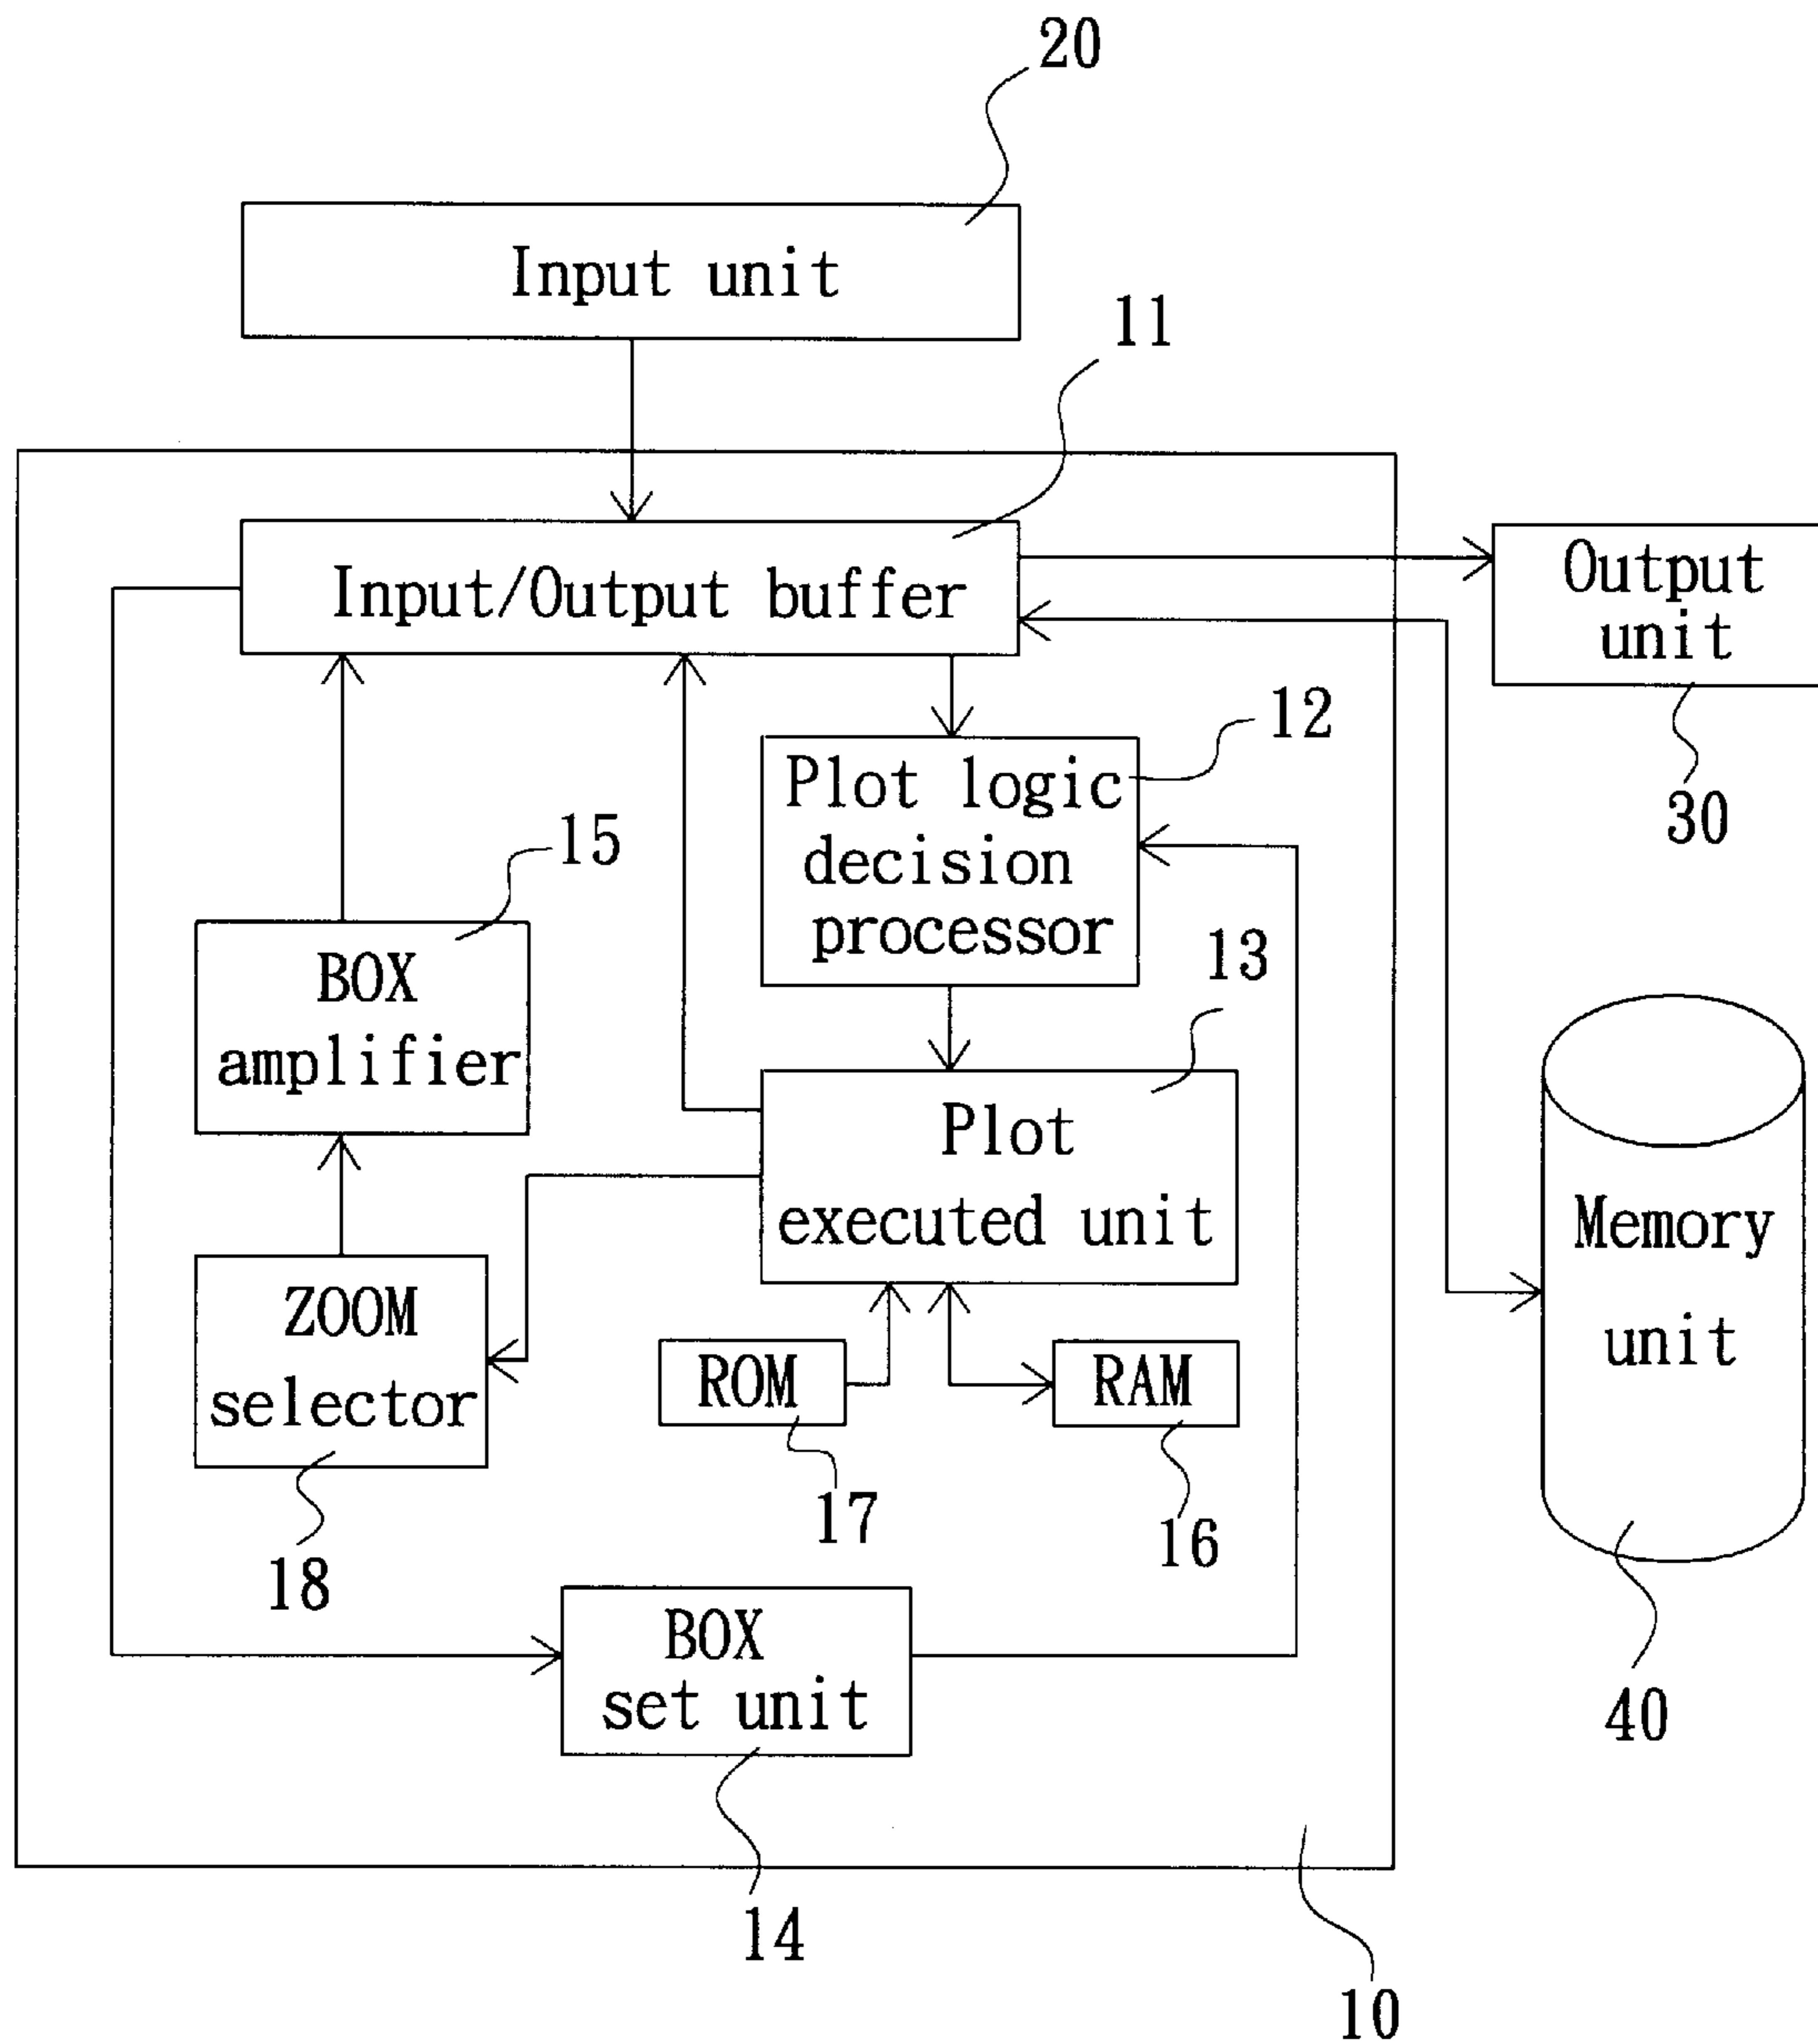 20
Input unit
11
Input/Output buffer
Output
unit
30
12
Plot logic
decision
processor
15
BOX
amplifier
13
Plot
executed unit
Memory
unit
40
ZOOM
selector
18
ROM
17
RAM
16
BOX
set unit
14
10